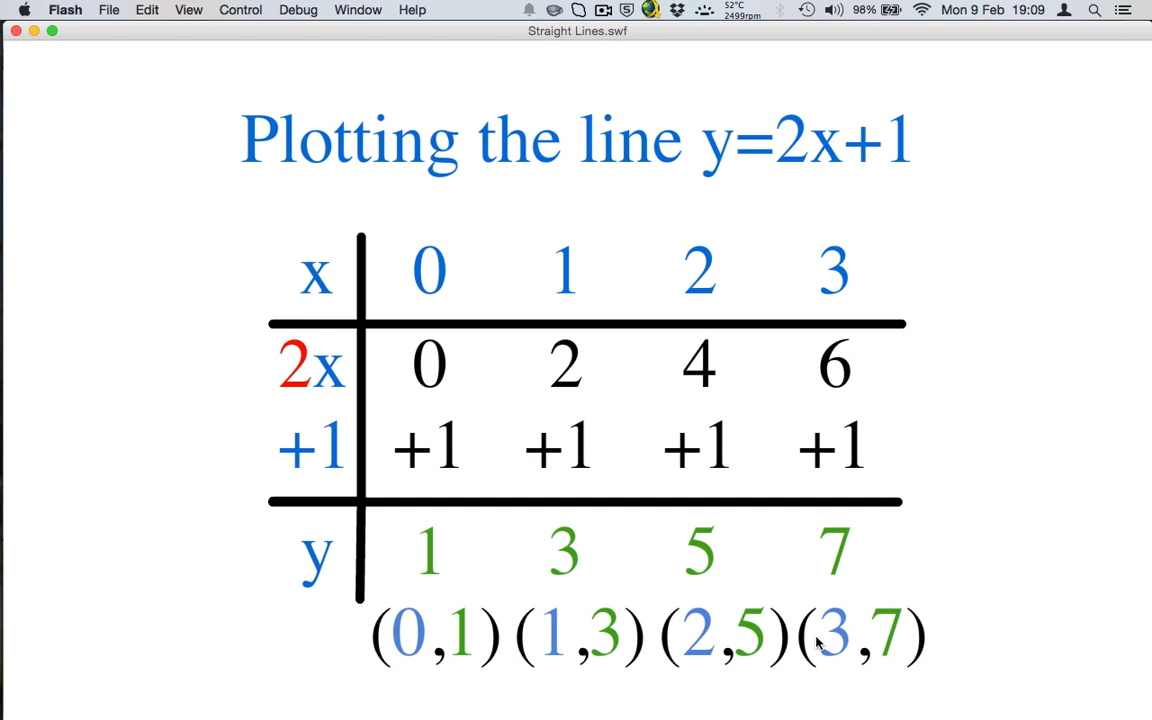 Flash File Edit View Control Debug Window Help 52°C 2499rpm 98% Mon 9 Feb 19:09
Straight Lines.swf
Plotting the line y=2x+1
x 0 1 2 3
2x 0 2 4 6
+1 +1 +1 +1 +1
y 1 3 5 7
(0,1) (1,3) (2,5) (3,7)